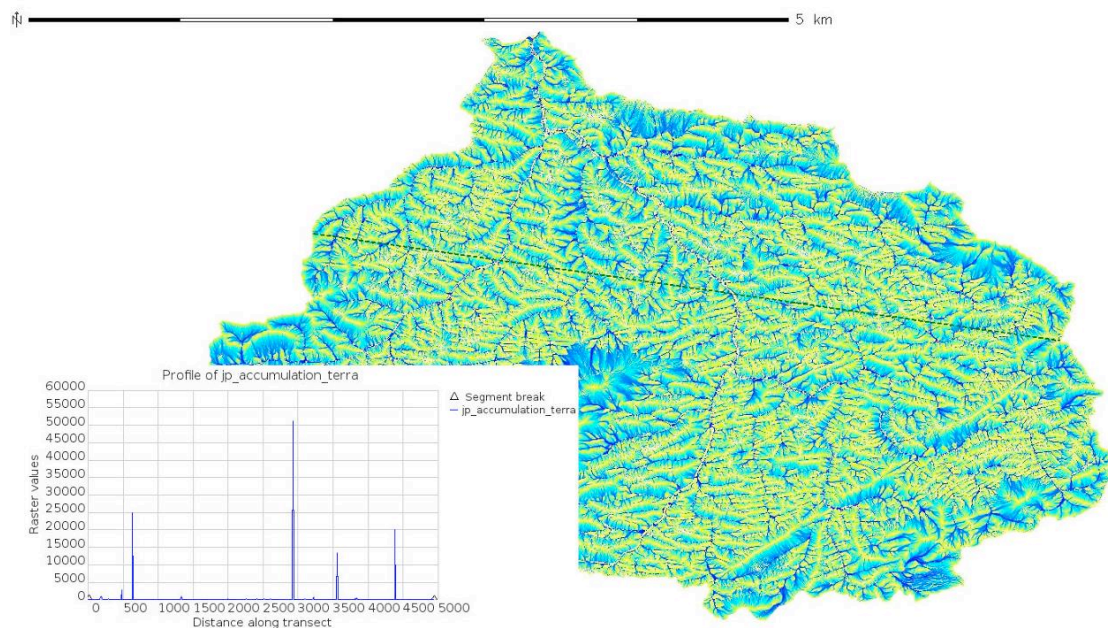 N 5 km
Profile of jp_accumulation_terra
60000
55000
50000
45000
40000
35000
30000
25000
20000
15000
10000
5000
0
Raster values
0 500 1000 1500 2000 2500 3000 3500 4000 4500 5000
Distance along transect
Segment break
jp_accumulation_terra